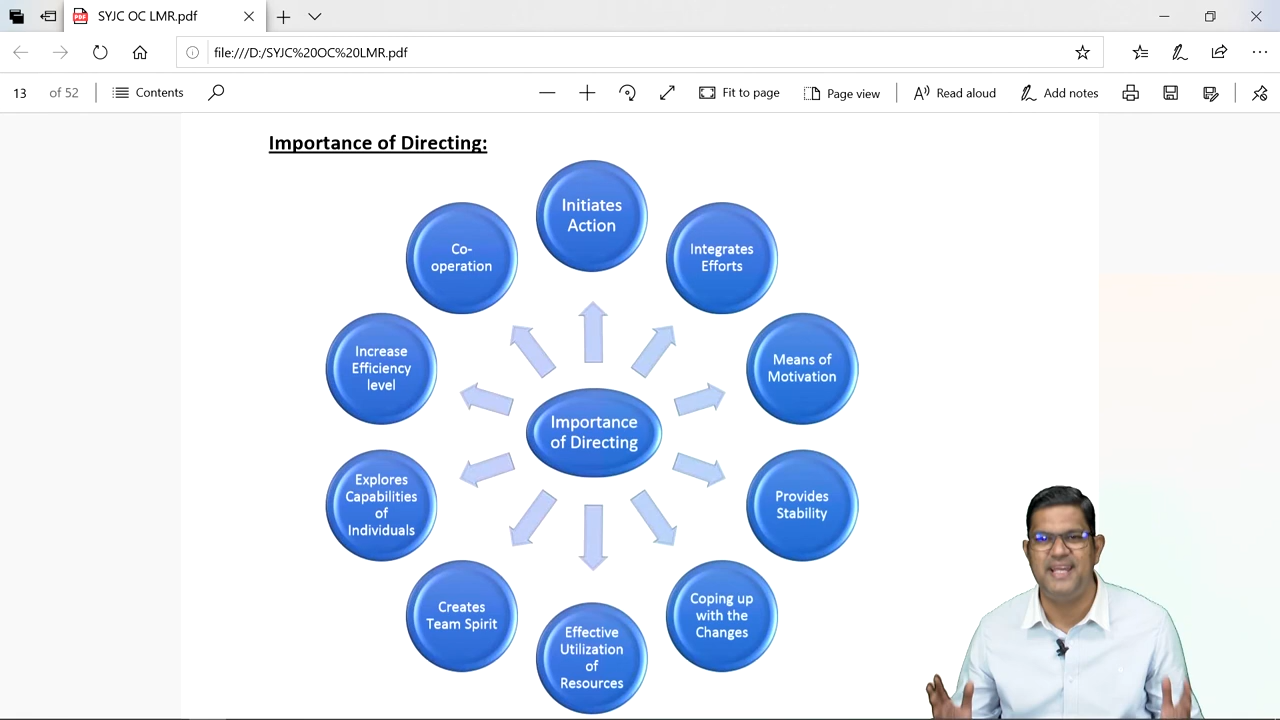 SYJC OC LMR.pdf
file:///D:/SYJC%20OC%20LMR.pdf
13 of 52
Contents
Fit to page
Page view
Read aloud
Add notes
Importance of Directing:
Initiates
Action
Integrates
Efforts
Means of
Motivation
Provides
Stability
Coping up
with the
Changes
Effective
Utilization
of
Resources
Creates
Team Spirit
Explores
Capabilities
of
Individuals
Increase
Efficiency
level
Co-
operation
Importance
of Directing